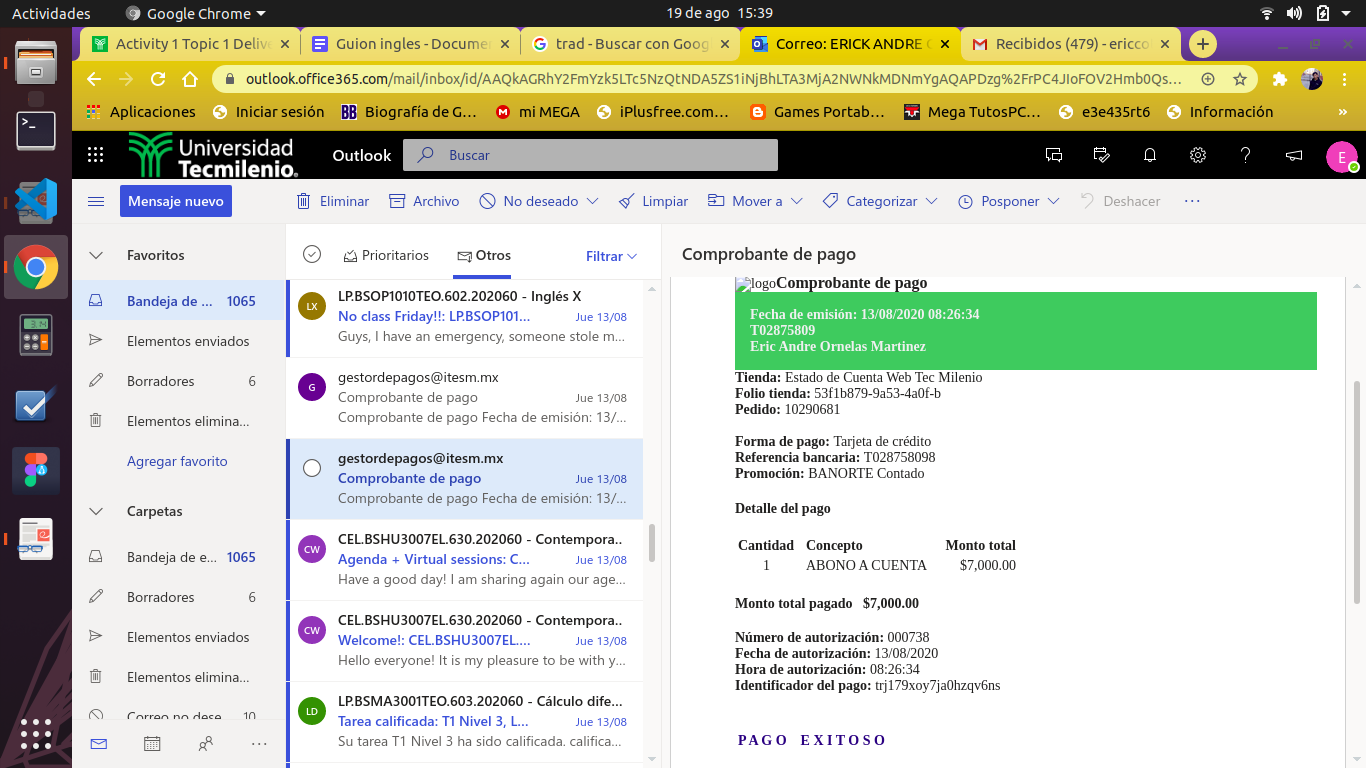 Actividades
Google Chrome
19 de ago 15:39
Activity 1 Topic 1 Delive
Guion ingles - Documen
trad - Buscar con Goog
Correo: ERICK ANDRE O
Recibidos (479) - ericco
outlook.office365.com/mail/inbox/id/AAQkAGRhY2FmYzk5LTc5NzQtNDA5ZS1iNjBhLTA3MjA2NWNkMDNmYgAQAPDzg%2FrPC4JIoFOV2Hmb0Qs...
Aplicaciones
Iniciar sesión
Biografía de G...
mi MEGA
iPlusfree.com...
Games Portab...
Mega TutosPC...
e3e435rt6
Información
»
Universidad
Tecmilenio.
Outlook
Buscar
E
Mensaje nuevo
Eliminar
Archivo
No deseado
Limpiar
Mover a
Categorizar
Posponer
Deshacer
...
Favoritos
Bandeja de ... 1065
Elementos enviados
Borradores 6
Elementos elimina...
Agregar favorito
Carpetas
Bandeja de e... 1065
Borradores 6
Elementos enviados
Elementos elimina...
Correo no dese 10
...
Prioritarios
Otros
Filtrar
LX
LP.BSOP1010TEO.602.202060 - Inglés X
No class Friday!!: LP.BSOP101... Jue 13/08
Guys, I have an emergency, someone stole m...
G
gestordepagos@itesm.mx
Comprobante de pago Jue 13/08
Comprobante de pago Fecha de emisión: 13/...
gestordepagos@itesm.mx
Comprobante de pago Jue 13/08
Comprobante de pago Fecha de emisión: 13/...
CW
CEL.BSHU3007EL.630.202060 - Contempora..
Agenda + Virtual sessions: C... Jue 13/08
Have a good day! I am sharing again our age...
CW
CEL.BSHU3007EL.630.202060 - Contempora..
Welcome!: CEL.BSHU3007EL.... Jue 13/08
Hello everyone! It is my pleasure to be with y...
LD
LP.BSMA3001TEO.603.202060 - Cálculo dife...
Tarea calificada: T1 Nivel 3, L... Jue 13/08
Su tarea T1 Nivel 3 ha sido calificada. califica...
Comprobante de pago
logo Comprobante de pago
Fecha de emisión: 13/08/2020 08:26:34
T02875809
Eric Andre Ornelas Martinez
Tienda: Estado de Cuenta Web Tec Milenio
Folio tienda: 53f1b879-9a53-4a0f-b
Pedido: 10290681
Forma de pago: Tarjeta de crédito
Referencia bancaria: T028758098
Promoción: BANORTE Contado
Detalle del pago
Cantidad Concepto Monto total
1 ABONO A CUENTA $7,000.00
Monto total pagado $7,000.00
Número de autorización: 000738
Fecha de autorización: 13/08/2020
Hora de autorización: 08:26:34
Identificador del pago: trj179xoy7ja0hzqv6ns
PAGO EXITOSO